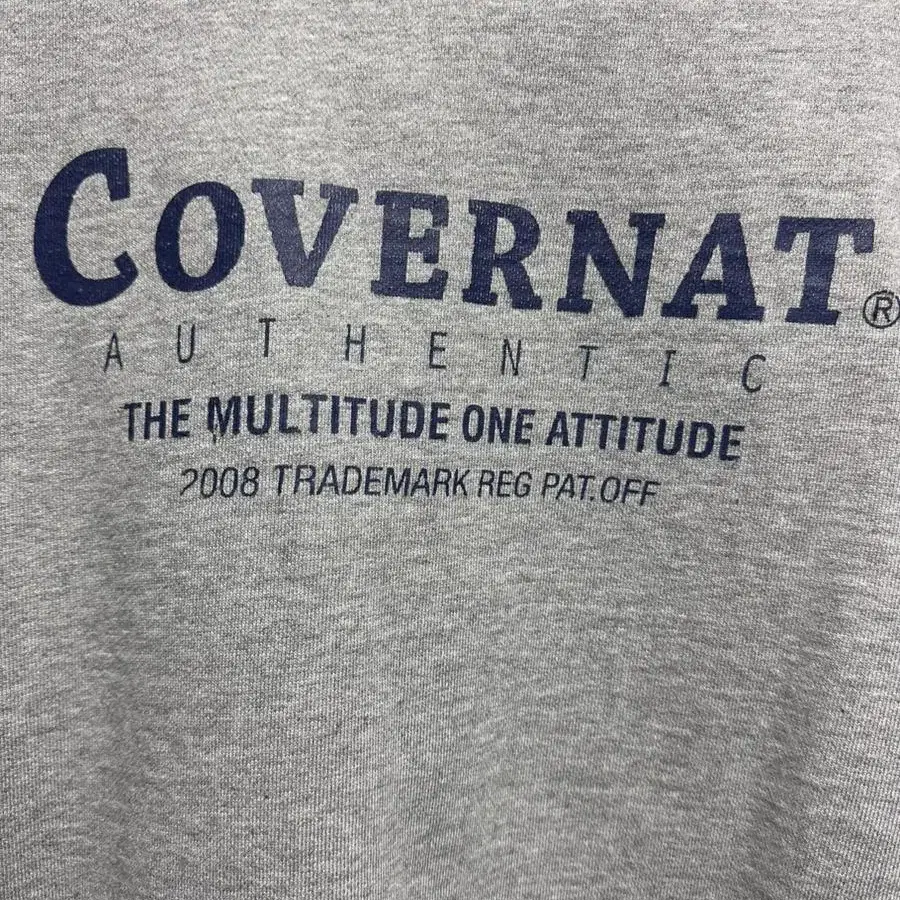 COVERNAT®
AUTHENTIC
THE MULTITUDE ONE ATTITUDE
2008 TRADEMARK REG PAT.OFF